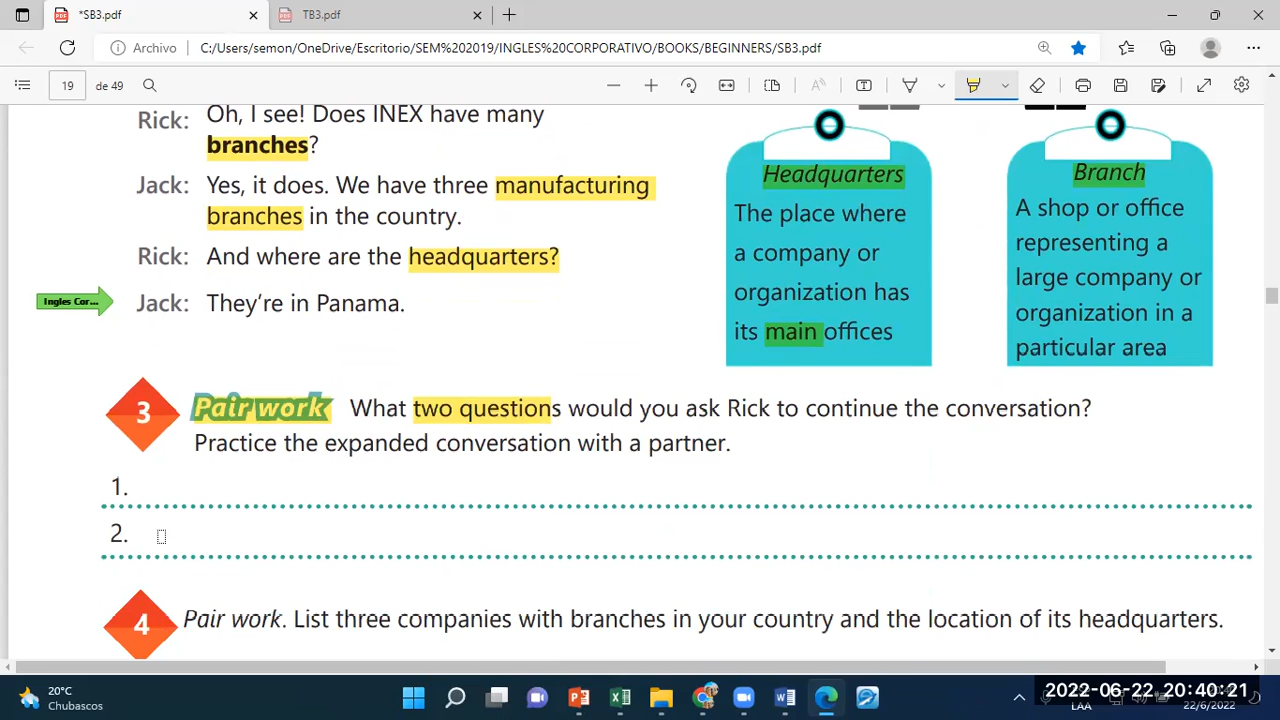 *SB3.pdf
TB3.pdf
Archivo
C:/Users/semon/OneDrive/Escritorio/SEM%202019/INGLES%20CORPORATIVO/BOOKS/BEGINNERS/SB3.pdf
19
de 49
Rick: Oh, I see! Does INEX have many
branches?
Jack: Yes, it does. We have three manufacturing
branches in the country.
Rick: And where are the headquarters?
Ingles Cor...
Jack: They're in Panama.
Headquarters
The place where
a company or
organization has
its main offices
Branch
A shop or office
representing a
large company or
organization in a
particular area
3 Pair work What two questions would you ask Rick to continue the conversation?
Practice the expanded conversation with a partner.
1.
2.
4 Pair work. List three companies with branches in your country and the location of its headquarters.
20°C
Chubascos
2022-06-22 20:40:21
LAA
22/6/2022